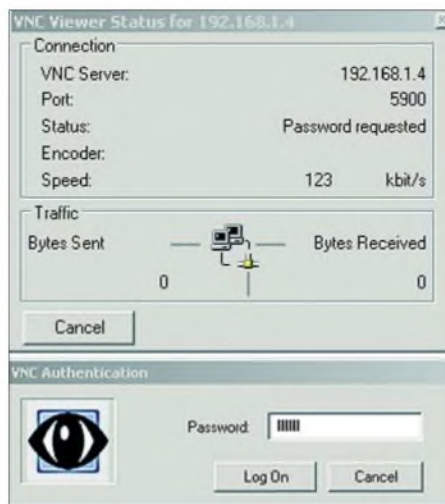 VNC Viewer Status for 192.168.1.4
Connection
VNC Server: 192.168.1.4
Port: 5900
Status: Password requested
Encoder:
Speed: 123 kbit/s
Traffic
Bytes Sent Bytes Received
0 0
Cancel
VNC Authentication
Password:
Log On Cancel